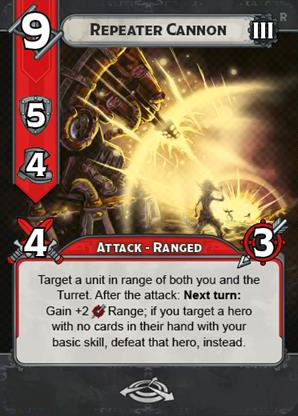 9
REPEATER CANNON
III
R
5
4
4
ATTACK - RANGED
3
Target a unit in range of both you and the
Turret. After the attack: Next turn:
Gain +2 Range; if you target a hero
with no cards in their hand with your
basic skill, defeat that hero, instead.